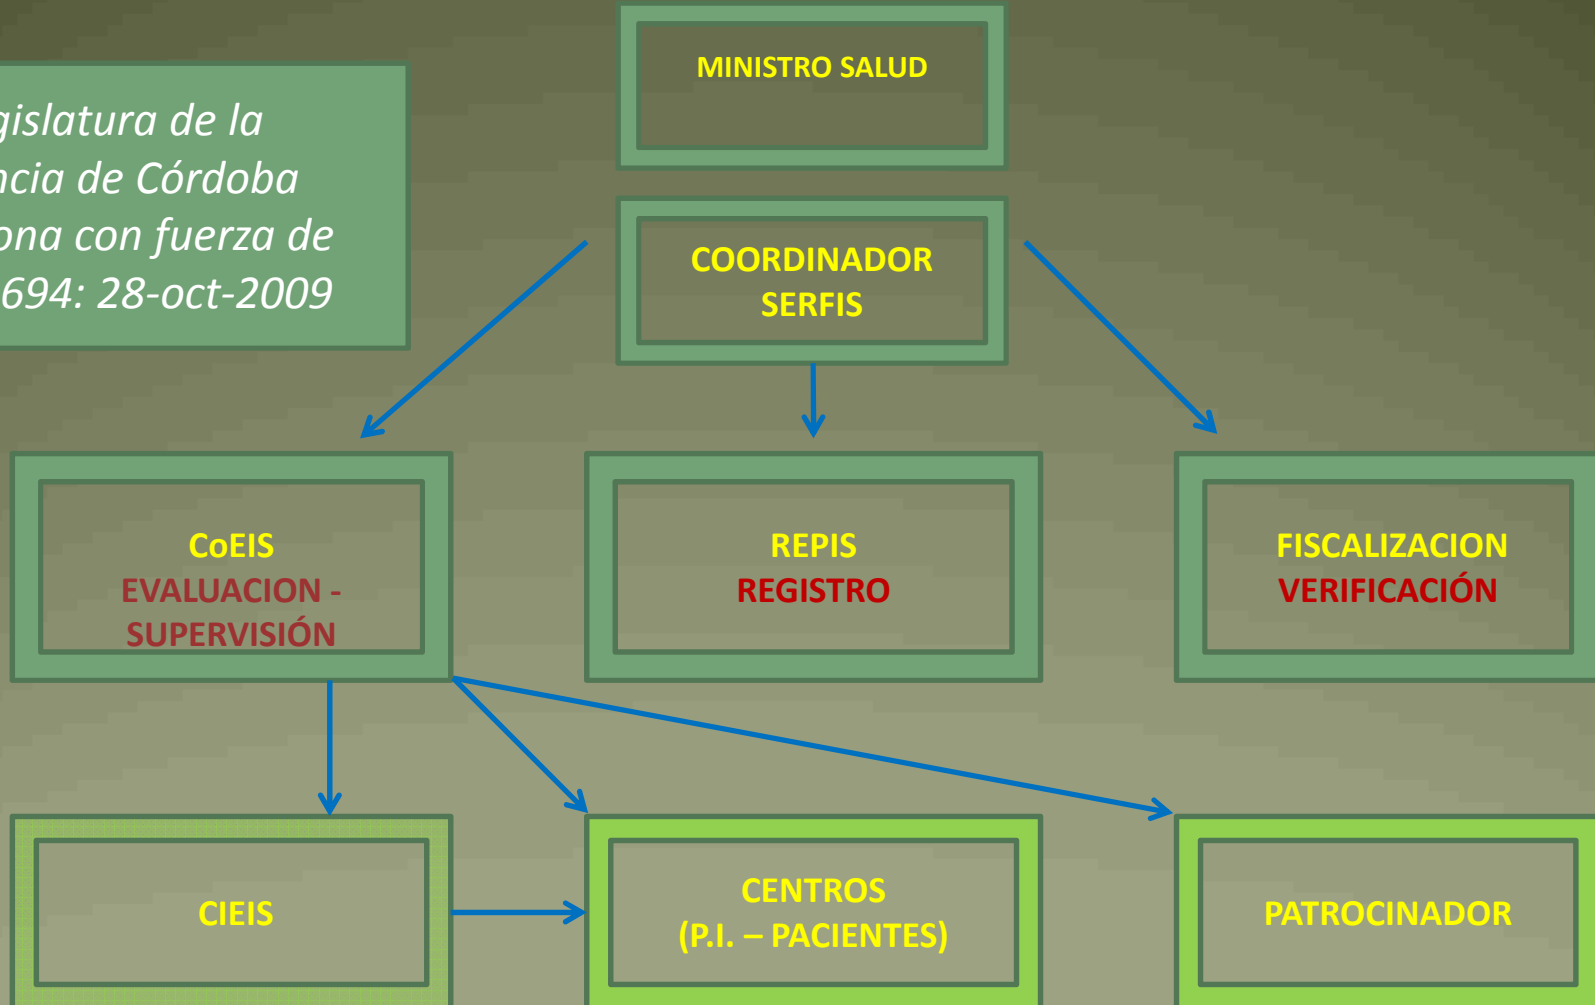 MINISTRO SALUD
gislatura de la
ncia de Córdoba
ona con fuerza de
694: 28-oct-2009
COORDINADOR
SERFIS
CoEIS
EVALUACION -
SUPERVISIÓN
REPIS
REGISTRO
FISCALIZACION
VERIFICACIÓN
CIEIS
CENTROS
(P.I. – PACIENTES)
PATROCINADOR